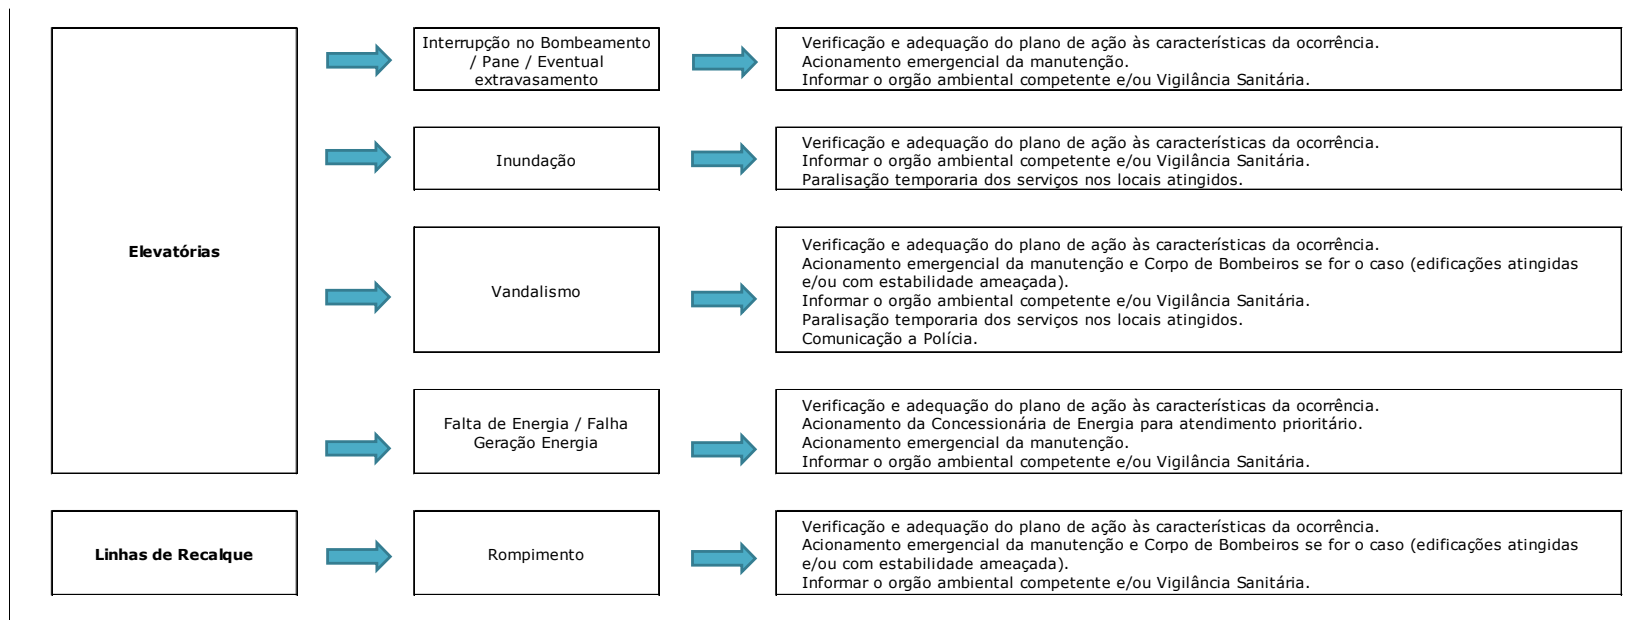 Elevatórias
Interrupção no Bombeamento
/ Pane / Eventual
extravasamento
Verificação e adequação do plano de ação às características da ocorrência.
Acionamento emergencial da manutenção.
Informar o orgão ambiental competente e/ou Vigilância Sanitária.
Inundação
Verificação e adequação do plano de ação às características da ocorrência.
Informar o orgão ambiental competente e/ou Vigilância Sanitária.
Paralisação temporaria dos serviços nos locais atingidos.
Vandalismo
Verificação e adequação do plano de ação às características da ocorrência.
Acionamento emergencial da manutenção e Corpo de Bombeiros se for o caso (edificações atingidas
e/ou com estabilidade ameaçada).
Informar o orgão ambiental competente e/ou Vigilância Sanitária.
Paralisação temporaria dos serviços nos locais atingidos.
Comunicação a Polícia.
Falta de Energia / Falha
Geração Energia
Verificação e adequação do plano de ação às características da ocorrência.
Acionamento da Concessionária de Energia para atendimento prioritário.
Acionamento emergencial da manutenção.
Informar o orgão ambiental competente e/ou Vigilância Sanitária.
Linhas de Recalque
Rompimento
Verificação e adequação do plano de ação às características da ocorrência.
Acionamento emergencial da manutenção e Corpo de Bombeiros se for o caso (edificações atingidas
e/ou com estabilidade ameaçada).
Informar o orgão ambiental competente e/ou Vigilância Sanitária.